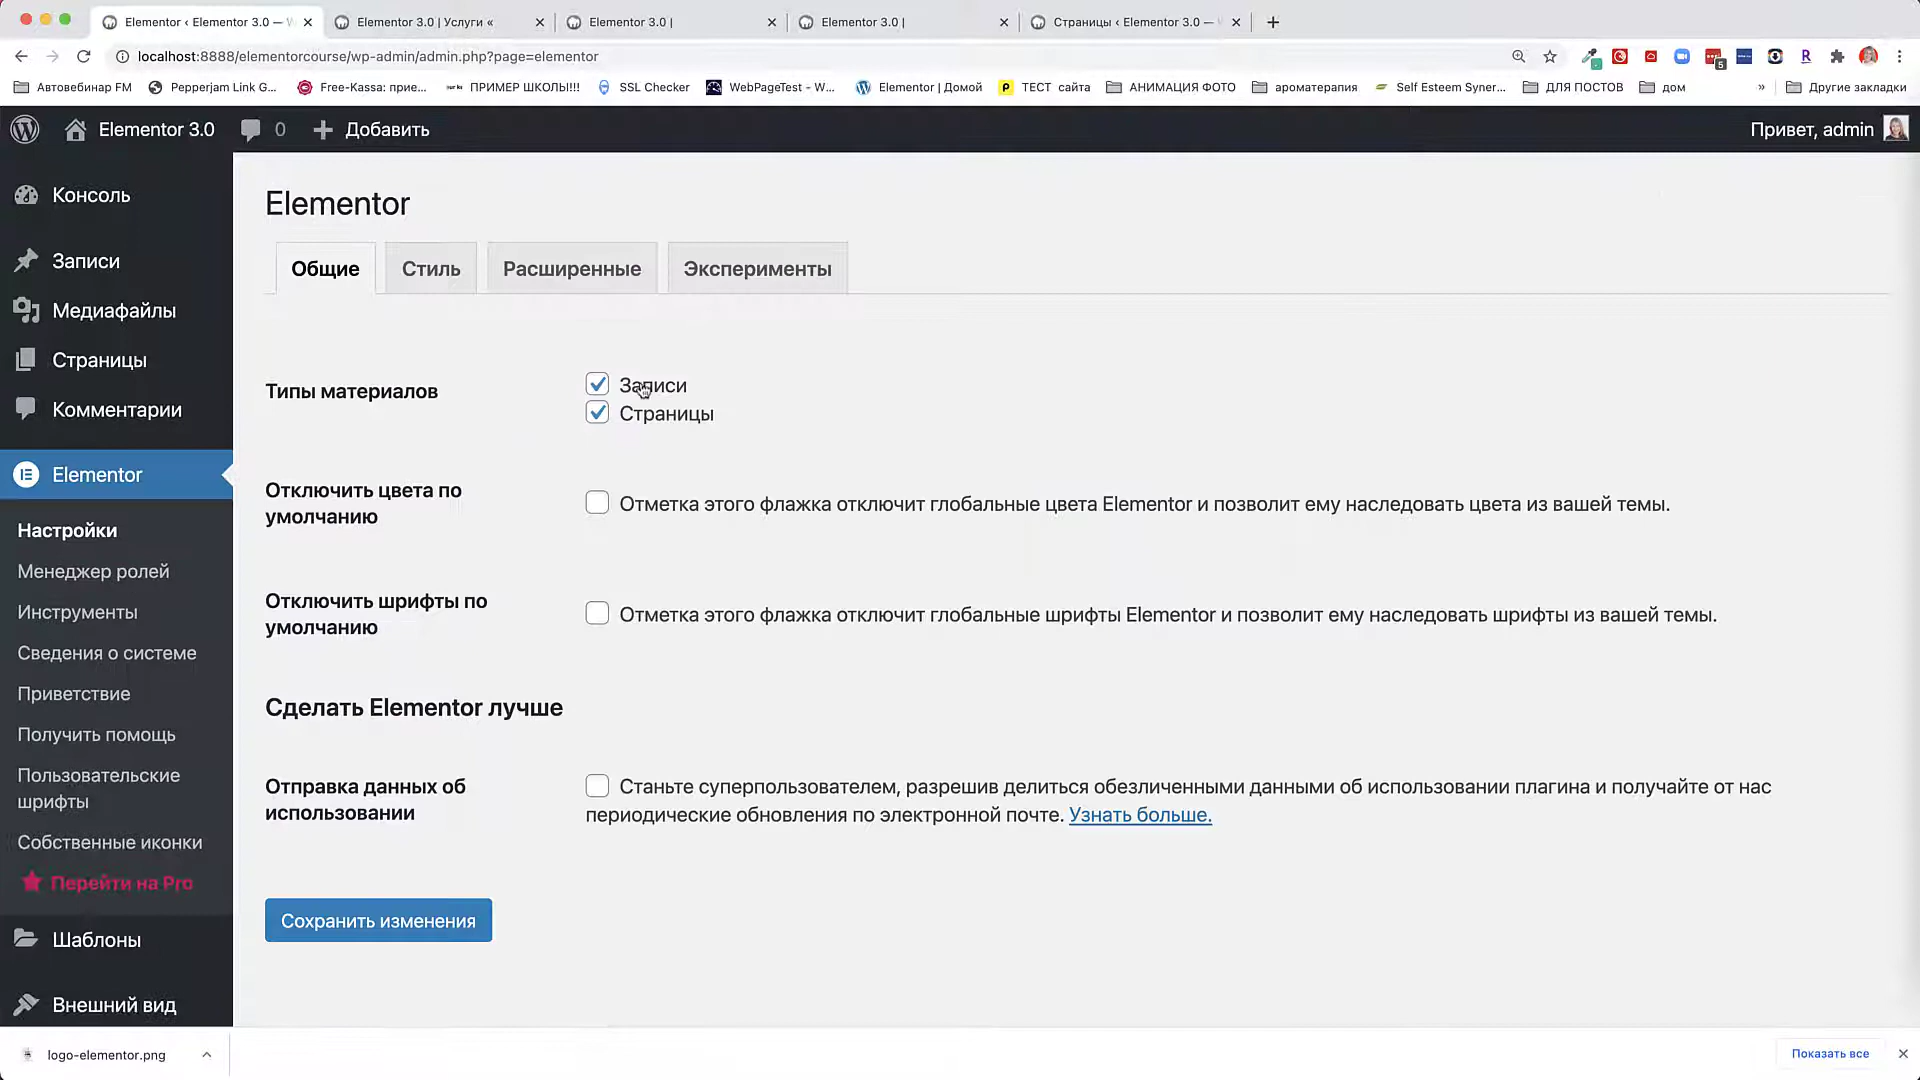 Elementor ‹ Elementor 3.0 —
Elementor 3.0 | Услуги «
Elementor 3.0 |
Elementor 3.0 |
Страницы ‹ Elementor 3.0 —
localhost:8888/elementorcourse/wp-admin/admin.php?page=elementor
Автовебинар FM
Pepperjam Link G...
Free-Kassa: прие...
ПРИМЕР ШКОЛЫ!!!!
SSL Checker
WebPageTest - W...
Elementor | Домой
ТЕСТ сайта
АНИМАЦИЯ ФОТО
ароматерапия
Self Esteem Syner...
ДЛЯ ПОСТОВ
дом
»
Другие закладки
Elementor 3.0
0
Добавить
Привет, admin
Консоль
Записи
Медиафайлы
Страницы
Комментарии
Elementor
Настройки
Менеджер ролей
Инструменты
Сведения о системе
Приветствие
Получить помощь
Пользовательские
шрифты
Собственные иконки
Перейти на Pro
Шаблоны
Внешний вид
Elementor
Общие
Стиль
Расширенные
Эксперименты
Типы материалов
Записи
Страницы
Отключить цвета по
умолчанию
Отметка этого флажка отключит глобальные цвета Elementor и позволит ему наследовать цвета из вашей темы.
Отключить шрифты по
умолчанию
Отметка этого флажка отключит глобальные шрифты Elementor и позволит ему наследовать шрифты из вашей темы.
Сделать Elementor лучше
Отправка данных об
использовании
Станьте суперпользователем, разрешив делиться обезличенными данными об использовании плагина и получайте от нас
периодические обновления по электронной почте. Узнать больше.
Сохранить изменения
logo-elementor.png
Показать все